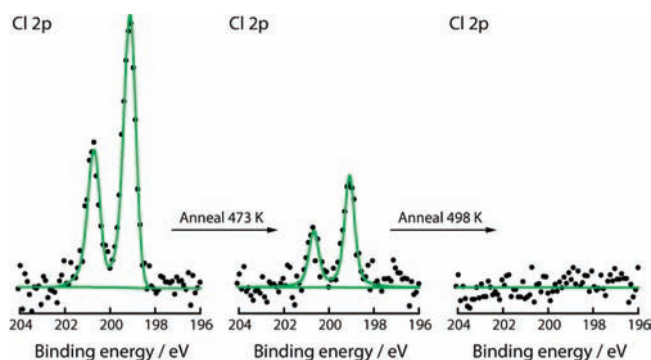 Cl 2p Cl 2p Cl 2p
Anneal 473 K Anneal 498 K
204 202 200 198 196 204 202 200 198 196 204 202 200 198 196
Binding energy / eV Binding energy / eV Binding energy / eV